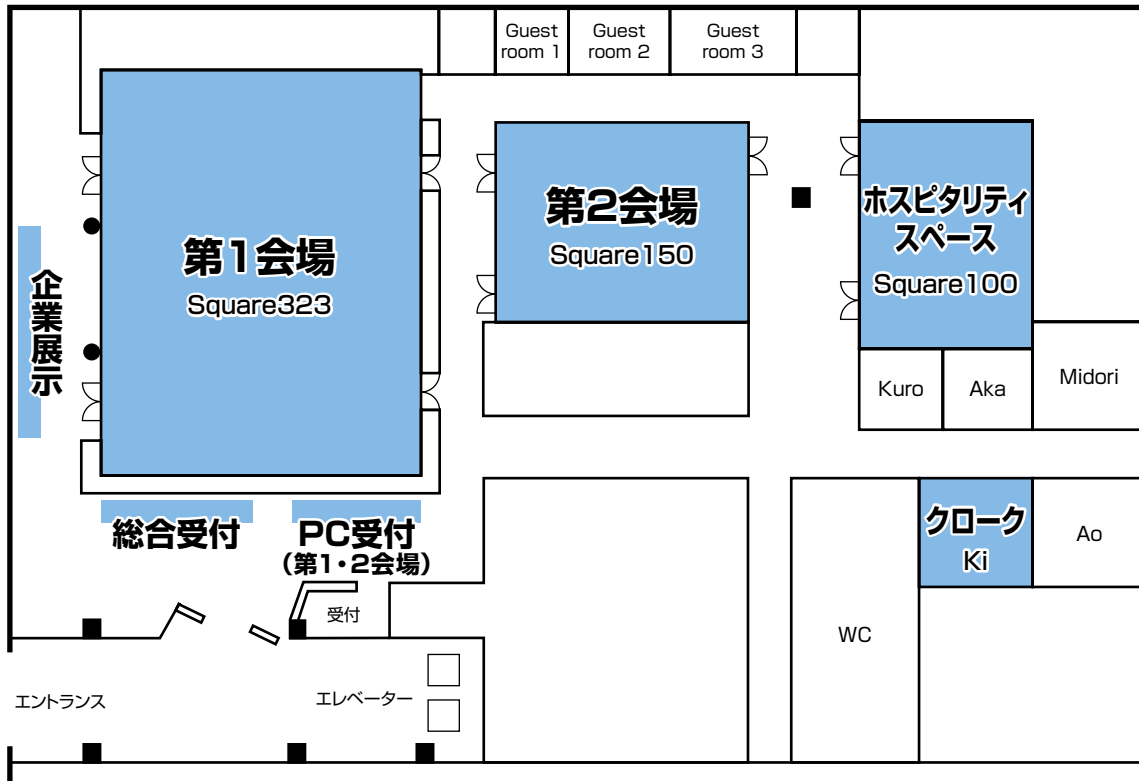 Guest
room 1
Guest
room 2
Guest
room 3
第1会場
Square323
第2会場
Square150
ホスピタリティ
スペース
Square100
企業展示
Kuro
Aka
Midori
総合受付
PC受付
（第1・2会場）
クローク
Ki
Ao
受付
WC
エントランス
エレベーター